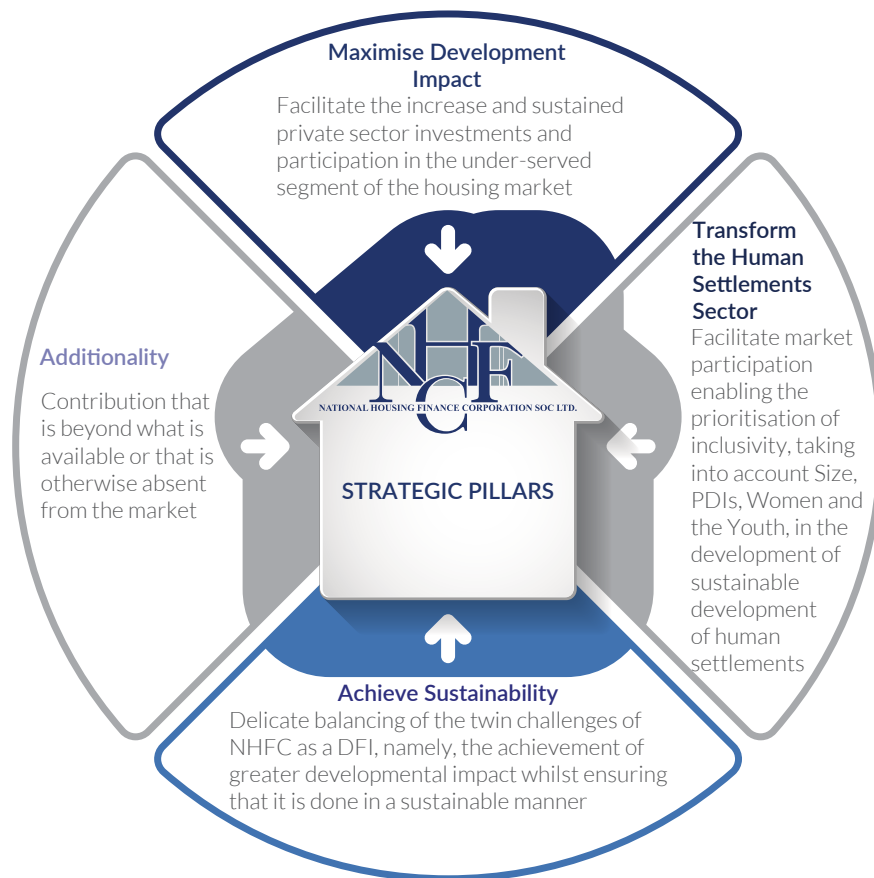 Maximise Development
Impact
Facilitate the increase and sustained
private sector investments and
participation in the under-served
segment of the housing market
Transform
the Human
Settlements
Sector
Facilitate market
participation
enabling the
prioritisation of
inclusivity, taking
into account Size,
PDIs, Women and
the Youth, in the
development of
sustainable
development
of human
settlements
Additionality
Contribution that
is beyond what is
available or that is
otherwise absent
from the market
NHFC
NATIONAL HOUSING FINANCE CORPORATION SOC LTD.
STRATEGIC PILLARS
Achieve Sustainability
Delicate balancing of the twin challenges of
NHFC as a DFI, namely, the achievement of
greater developmental impact whilst ensuring
that it is done in a sustainable manner